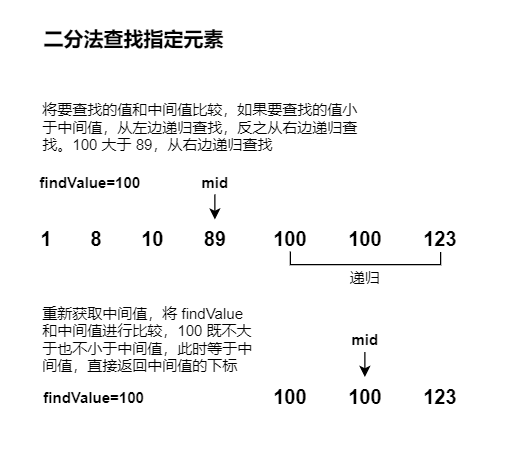 二分法查找指定元素
将要查找的值和中间值比较，如果要查找的值小
于中间值，从左边递归查找，反之从右边递归查
找。100 大于 89，从右边递归查找
findValue=100 mid
1 8 10 89 100 100 123
递归
重新获取中间值，将 findValue
和中间值进行比较，100 既不大
于也不小于中间值，此时等于中
间值，直接返回中间值的下标
mid
findValue=100 100 100 123